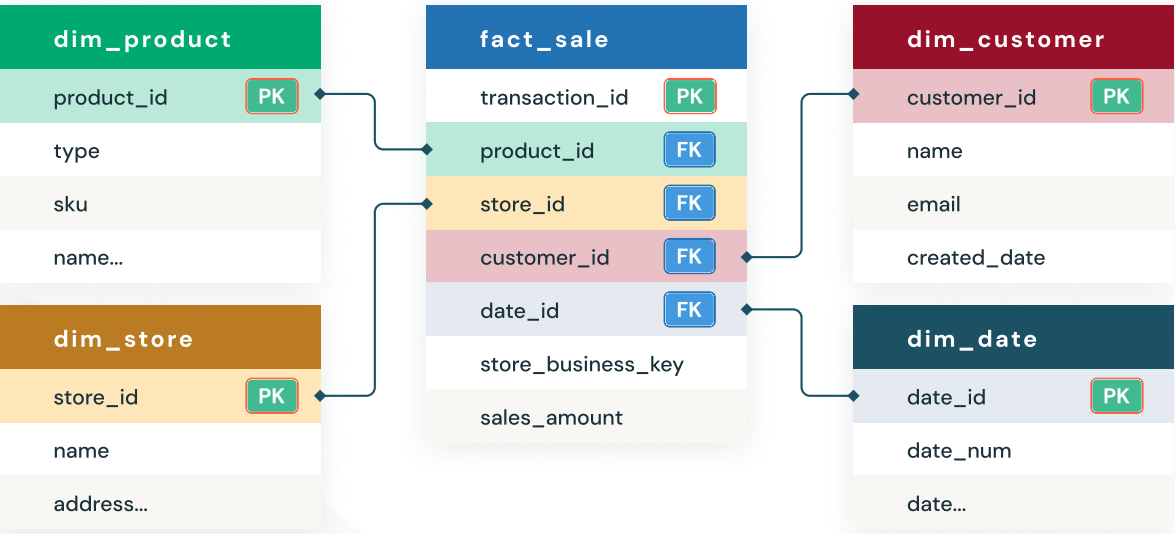 dim_product
product_id PK
type
sku
name...
dim_store
store_id PK
name
address...
fact_sale
transaction_id PK
product_id FK
store_id FK
customer_id FK
date_id FK
store_business_key
sales_amount
dim_customer
customer_id PK
name
email
created_date
dim_date
date_id PK
date_num
date...